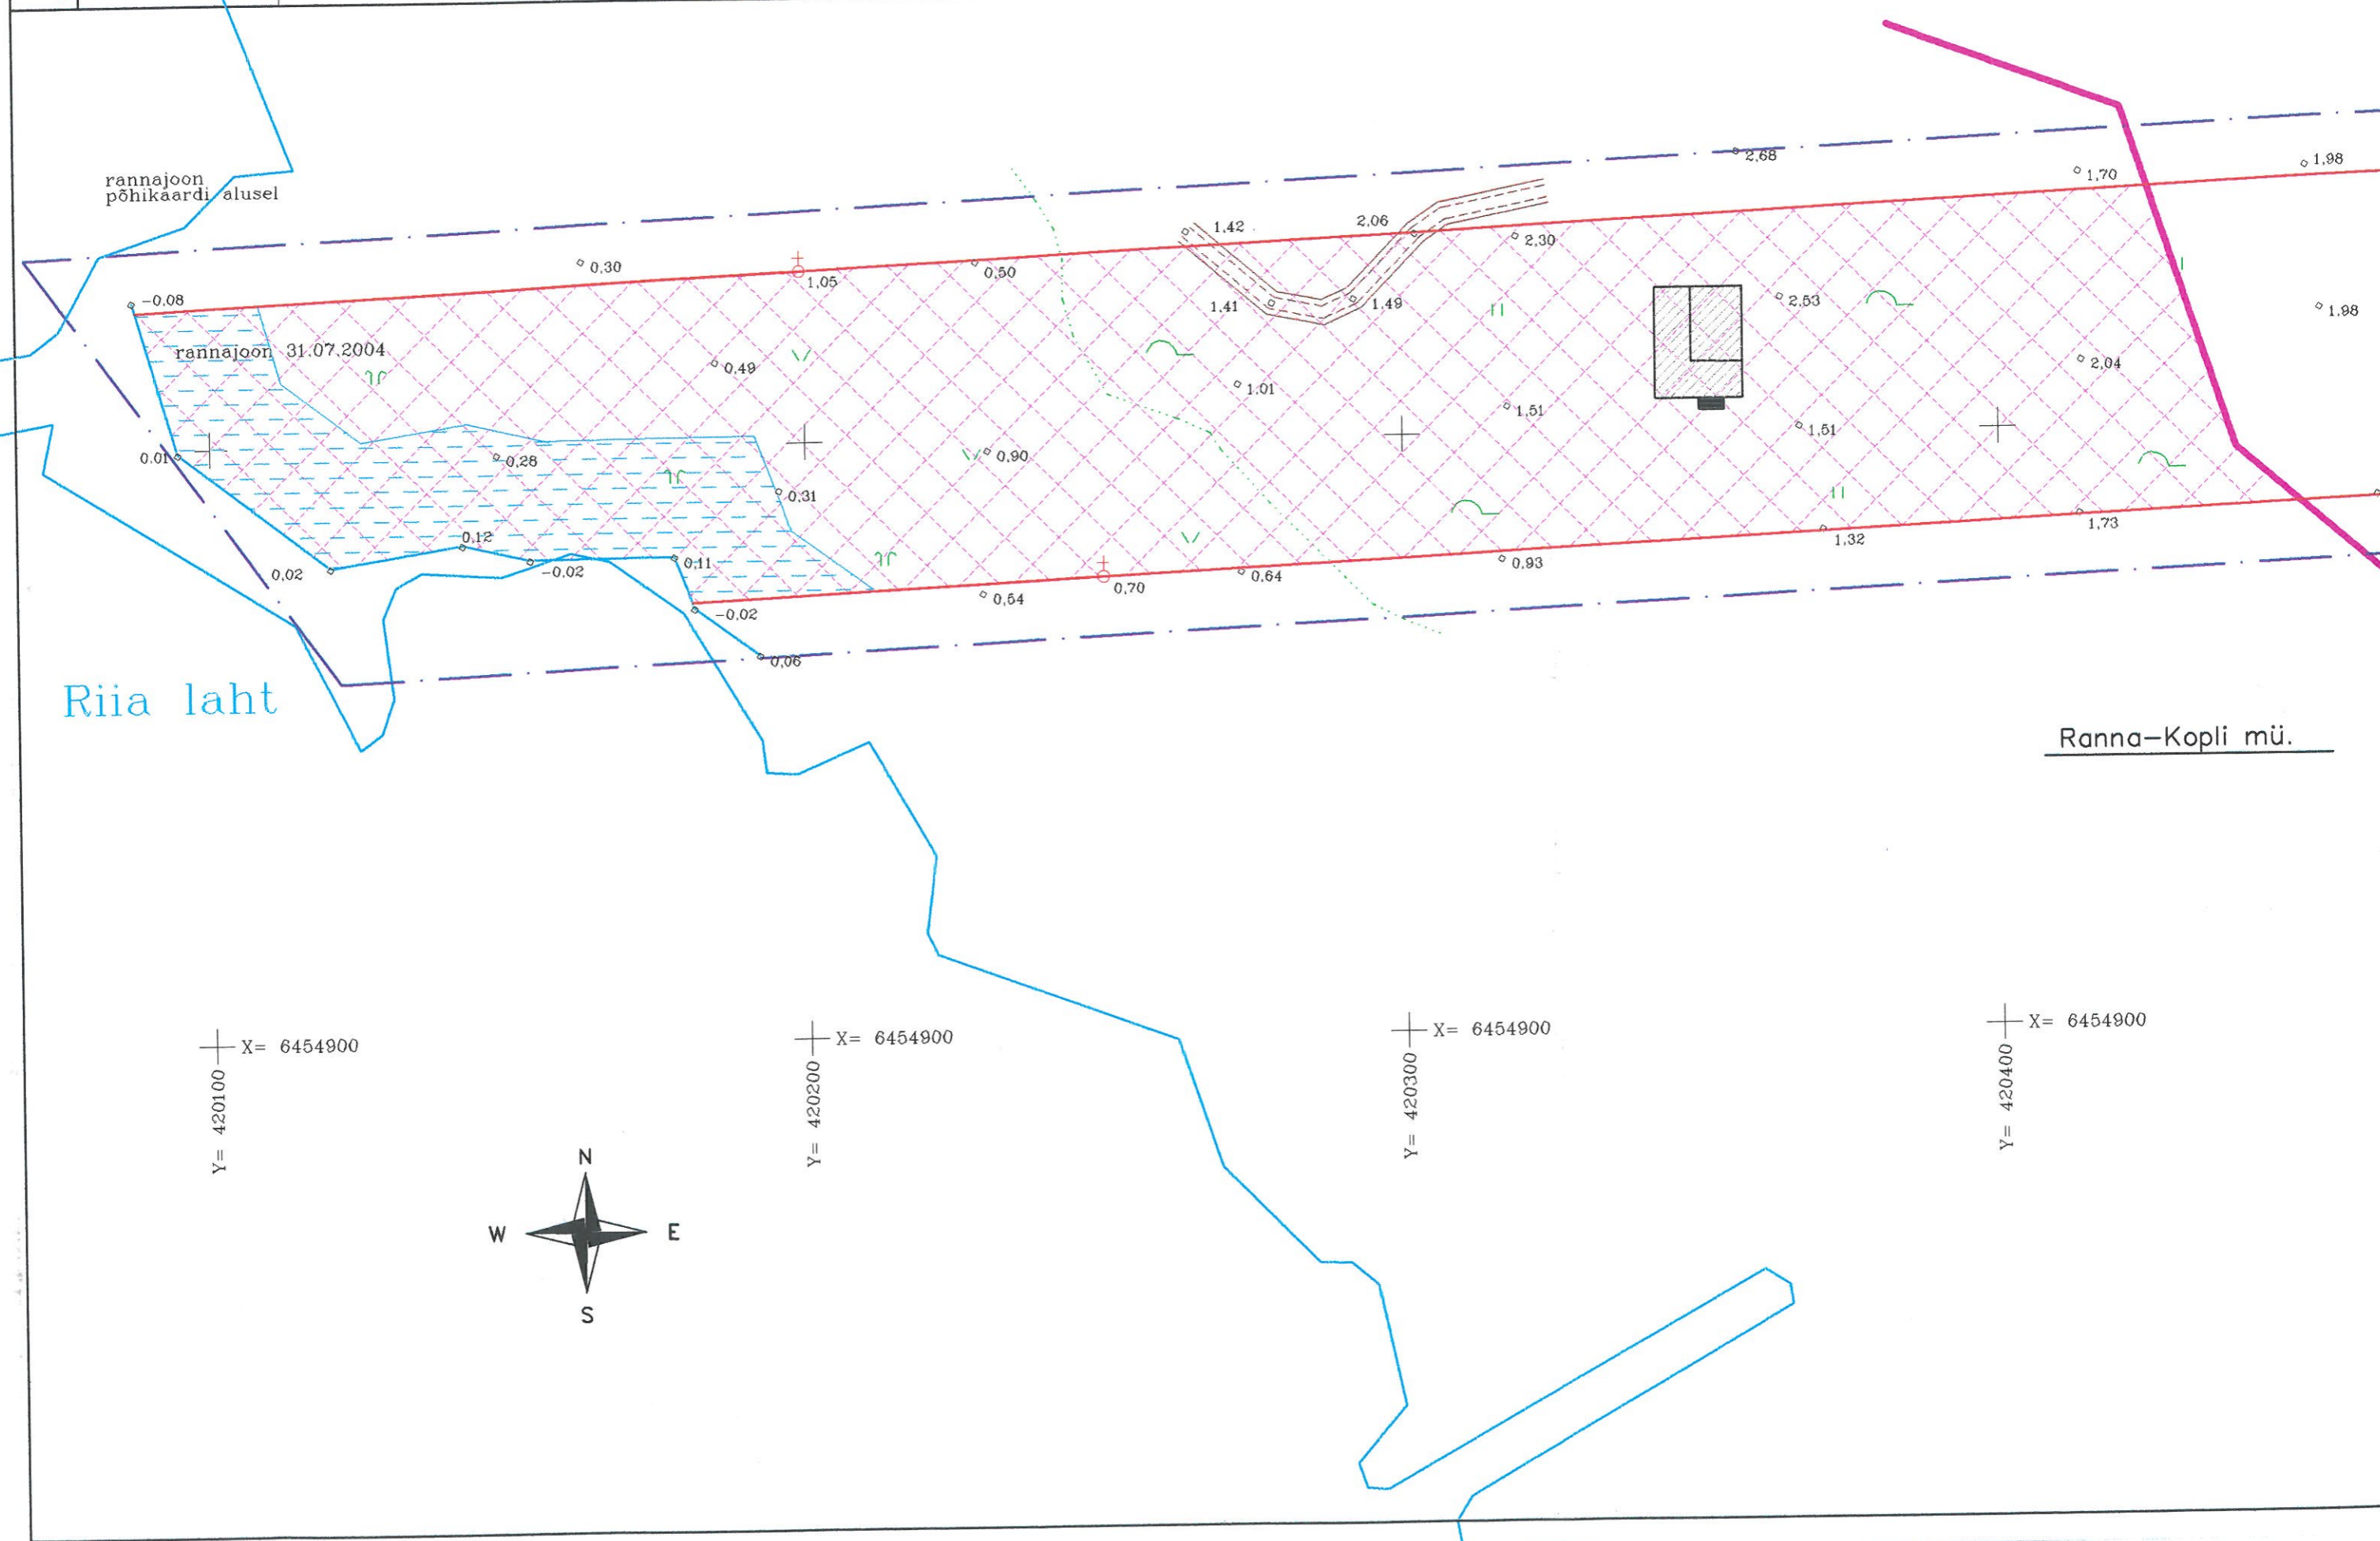 2,68
1,98
1,70
rannajoon
põhikaardi alusel
1.42
2,06
2,30
0,30
0,50
1.05
-0,08
1.41
1.49
2,53
1,98
rannajoon 31.07.2004
0,49
1,01
2,04
1,51
1,51
0.01
0,28
0,90
0,31
1,73
0,12
1,32
0,02
-0,02
0,11
0,93
0,64
0,70
0,54
-0,02
0,06
Riia laht
Ranna-Kopli mü.
X= 6454900
X= 6454900
X= 6454900
X= 6454900
Y= 420100
Y= 420200
Y= 420300
Y= 420400
N
W
E
S